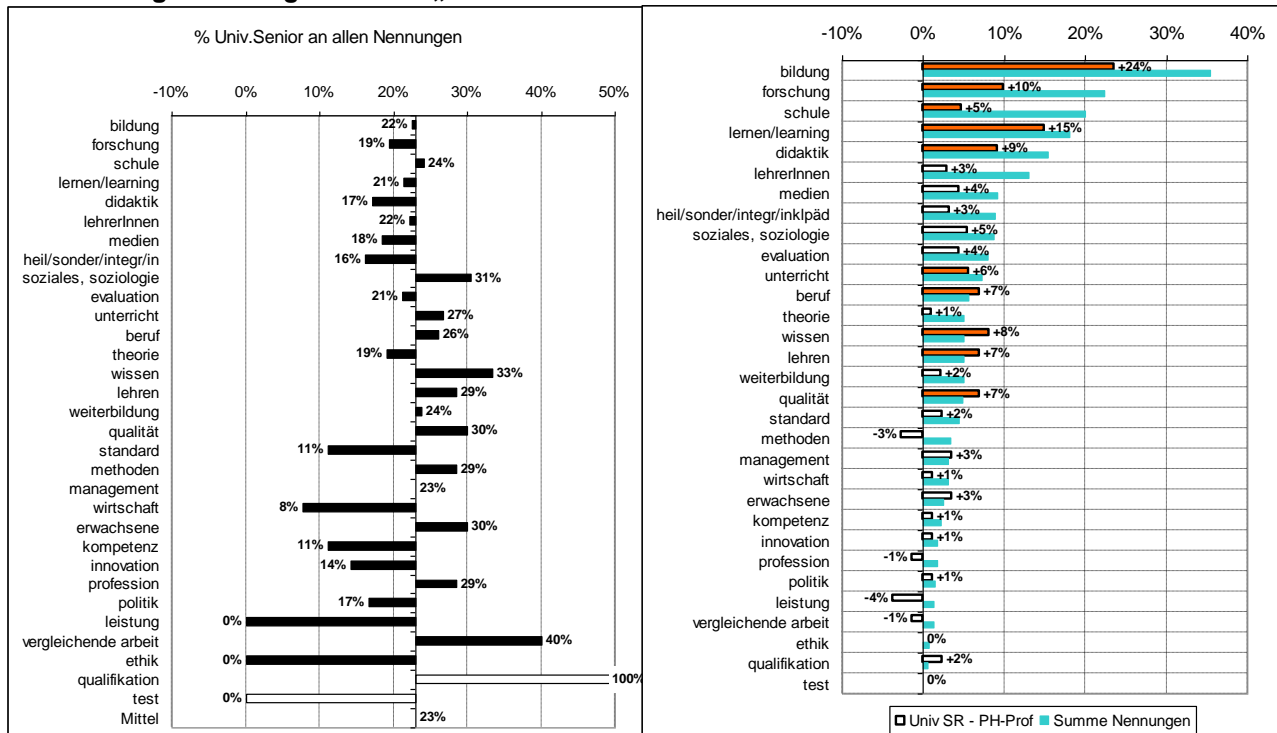 % Univ.Senior an allen Nennungen
-10% 0% 10% 20% 30% 40% 50%
bildung 22%
forschung 19%
schule 24%
lernen/learning 21%
didaktik 17%
lehrerInnen 22%
medien 18%
heil/sonder/integr/in 16%
soziales, soziologie 31%
evaluation 21%
unterricht 27%
beruf 26%
theorie 19%
wissen 33%
lehren 29%
weiterbildung 24%
qualität 30%
standard 11%
methoden 29%
management 23%
wirtschaft 8%
erwachsene 30%
kompetenz 11%
innovation 14%
profession 29%
politik 17%
leistung 0%
vergleichende arbeit 40%
ethik 0%
qualifikation 100%
test 0%
Mittel 23%
-10% 0% 10% 20% 30% 40%
bildung +24%
forschung +10%
schule +5%
lernen/learning +15%
didaktik +9%
lehrerInnen +3%
medien +4%
heil/sonder/integr/inklpäd +3%
soziales, soziologie +5%
evaluation +4%
unterricht +6%
beruf +7%
theorie +1%
wissen +8%
lehren +7%
weiterbildung +2%
qualität +7%
standard +2%
methoden -3%
management +3%
wirtschaft +1%
erwachsene +3%
kompetenz +1%
innovation +1%
profession -1%
politik +1%
leistung -4%
vergleichende arbeit -1%
ethik 0%
qualifikation +2%
test 0%
Univ SR - PH-Prof Summe Nennungen